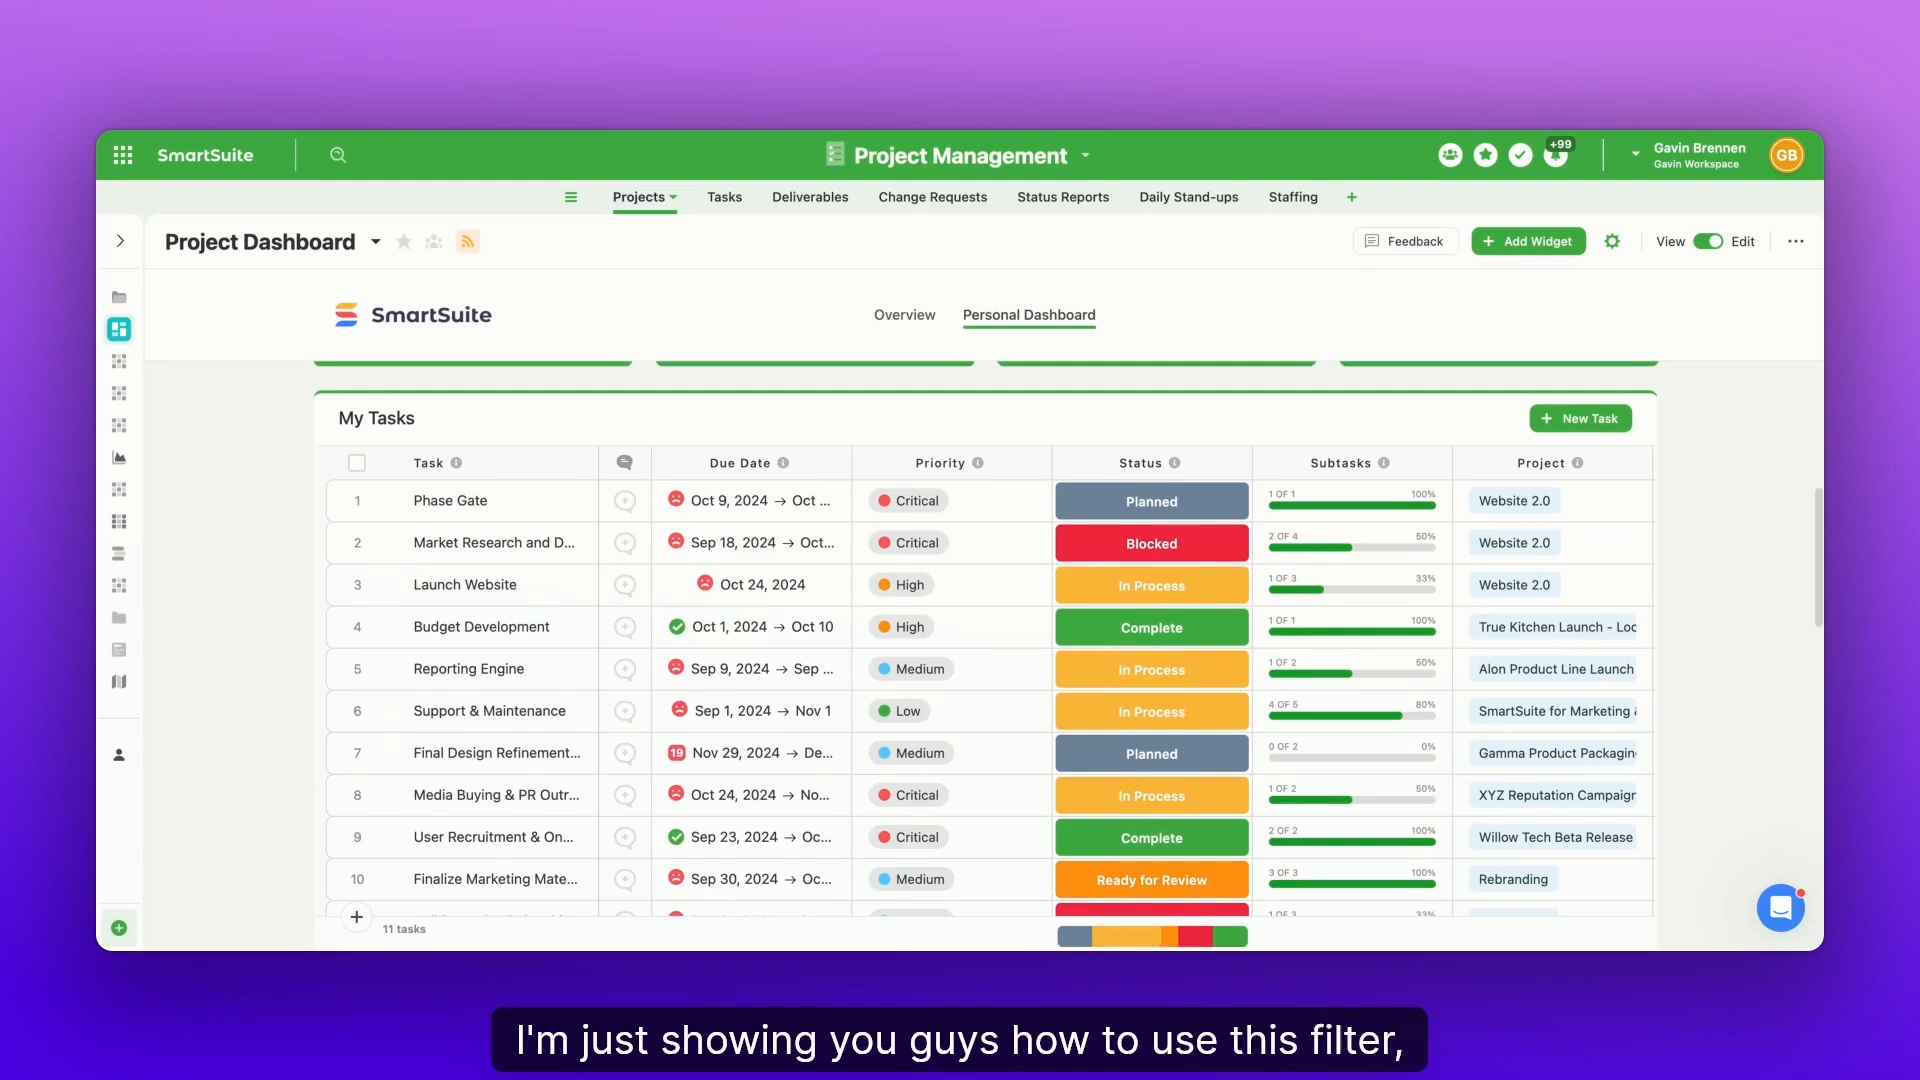 SmartSuite
Project Management
+99
Gavin Brennen
Gavin Workspace
GB
Projects
Tasks
Deliverables
Change Requests
Status Reports
Daily Stand-ups
Staffing
Project Dashboard
Feedback
+ Add Widget
View
Edit
SmartSuite
Overview
Personal Dashboard
My Tasks
+ New Task
Task Due Date Priority Status Subtasks Project
1 Phase Gate Oct 9, 2024 → Oct ... Critical Planned 1 OF 1 100% Website 2.0
2 Market Research and D... Sep 18, 2024 → Oct... Critical Blocked 2 OF 4 50% Website 2.0
3 Launch Website Oct 24, 2024 High In Process 1 OF 3 33% Website 2.0
4 Budget Development Oct 1, 2024 → Oct 10 High Complete 1 OF 1 100% True Kitchen Launch - Loc
5 Reporting Engine Sep 9, 2024 → Sep ... Medium In Process 1 OF 2 50% Alon Product Line Launch
6 Support & Maintenance Sep 1, 2024 → Nov 1 Low In Process 4 OF 5 80% SmartSuite for Marketing
7 Final Design Refinement... 19 Nov 29, 2024 → De... Medium Planned 0 OF 2 0% Gamma Product Packagin
8 Media Buying & PR Outr... Oct 24, 2024 → No... Critical In Process 1 OF 2 50% XYZ Reputation Campaign
9 User Recruitment & On... Sep 23, 2024 → Oc... Critical Complete 2 OF 2 100% Willow Tech Beta Release
10 Finalize Marketing Mate... Sep 30, 2024 → Oc... Medium Ready for Review 3 OF 3 100% Rebranding
1 OF 3 33%
11 tasks
I'm just showing you guys how to use this filter,